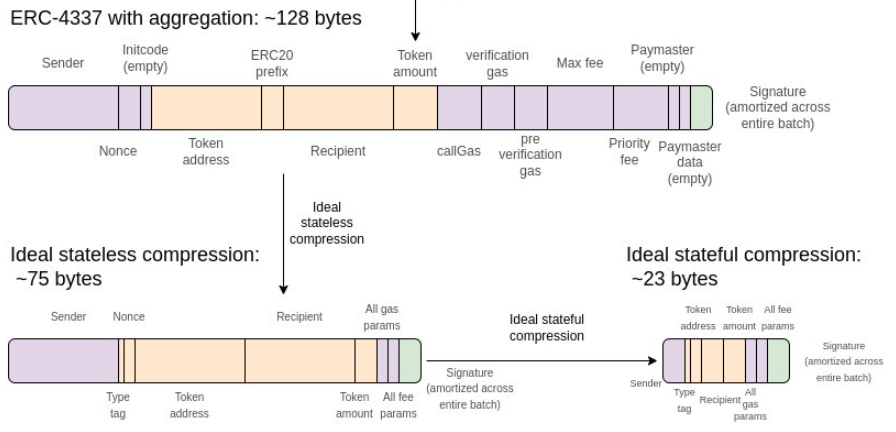 ERC-4337 with aggregation: ~128 bytes
Sender
Initcode
(empty)
ERC20
prefix
Token
amount
verification
gas
Max fee
Paymaster
(empty)
Signature
(amortized across
entire batch)
Nonce
Token
address
Recipient
callGas
pre
verification
gas
Priority
fee
Paymaster
data
(empty)
Ideal
stateless
compression
Ideal stateless compression:
~75 bytes
Ideal stateful compression:
~23 bytes
Sender
Nonce
Recipient
All gas
params
Type
tag
Token
address
Token
amount
All fee
params
Signature
(amortized across
entire batch)
Ideal stateful
compression
Token
address
Token
amount
All fee
params
Signature
(amortized across
entire batch)
Sender
Type
tag
Recipient
All
gas
params